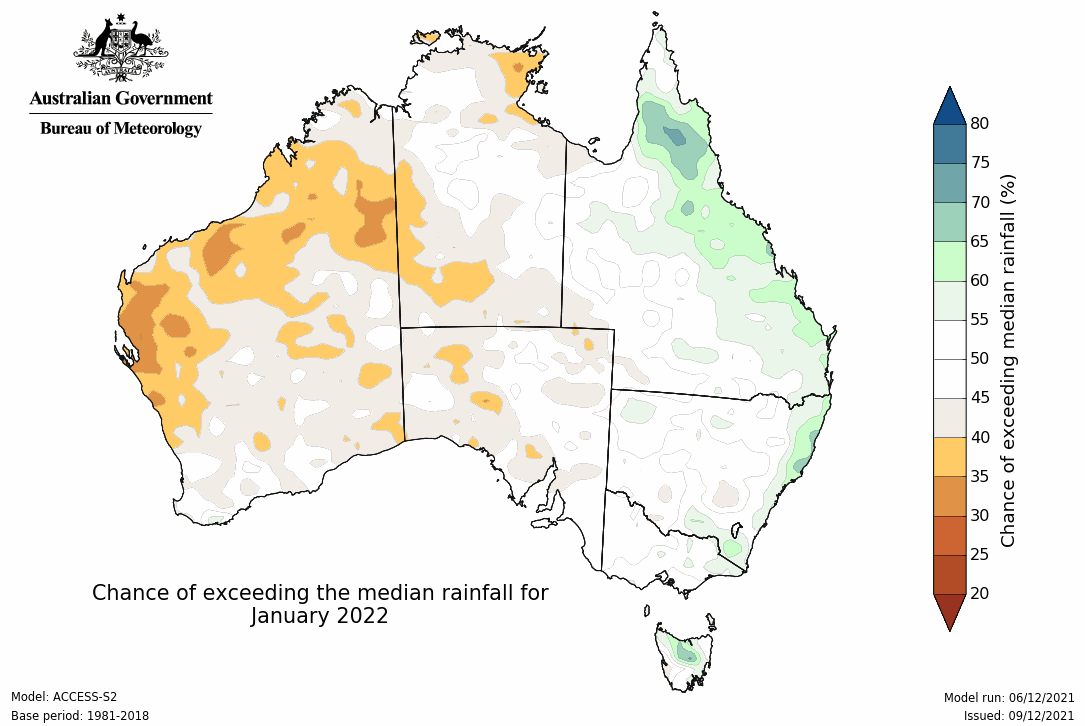 AUSTRALIA
Australian Government
Bureau of Meteorology
80
75
70
65
60
55
50
45
40
35
30
25
20
Chance of exceeding median rainfall (%)
Chance of exceeding the median rainfall for
January 2022
Model: ACCESS-S2
Base period: 1981-2018
Model run: 06/12/2021
Issued: 09/12/2021